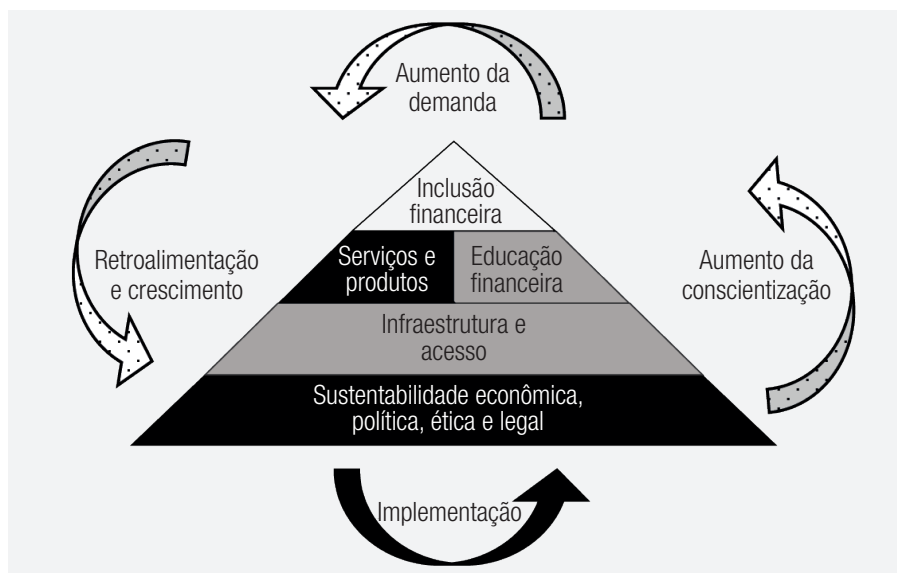 Aumento da
demanda
Inclusão
financeira
Serviços e
produtos
Educação
financeira
Retroalimentação
e crescimento
Aumento da
conscientização
Infraestrutura e
acesso
Sustentabilidade econômica,
política, ética e legal
Implementação